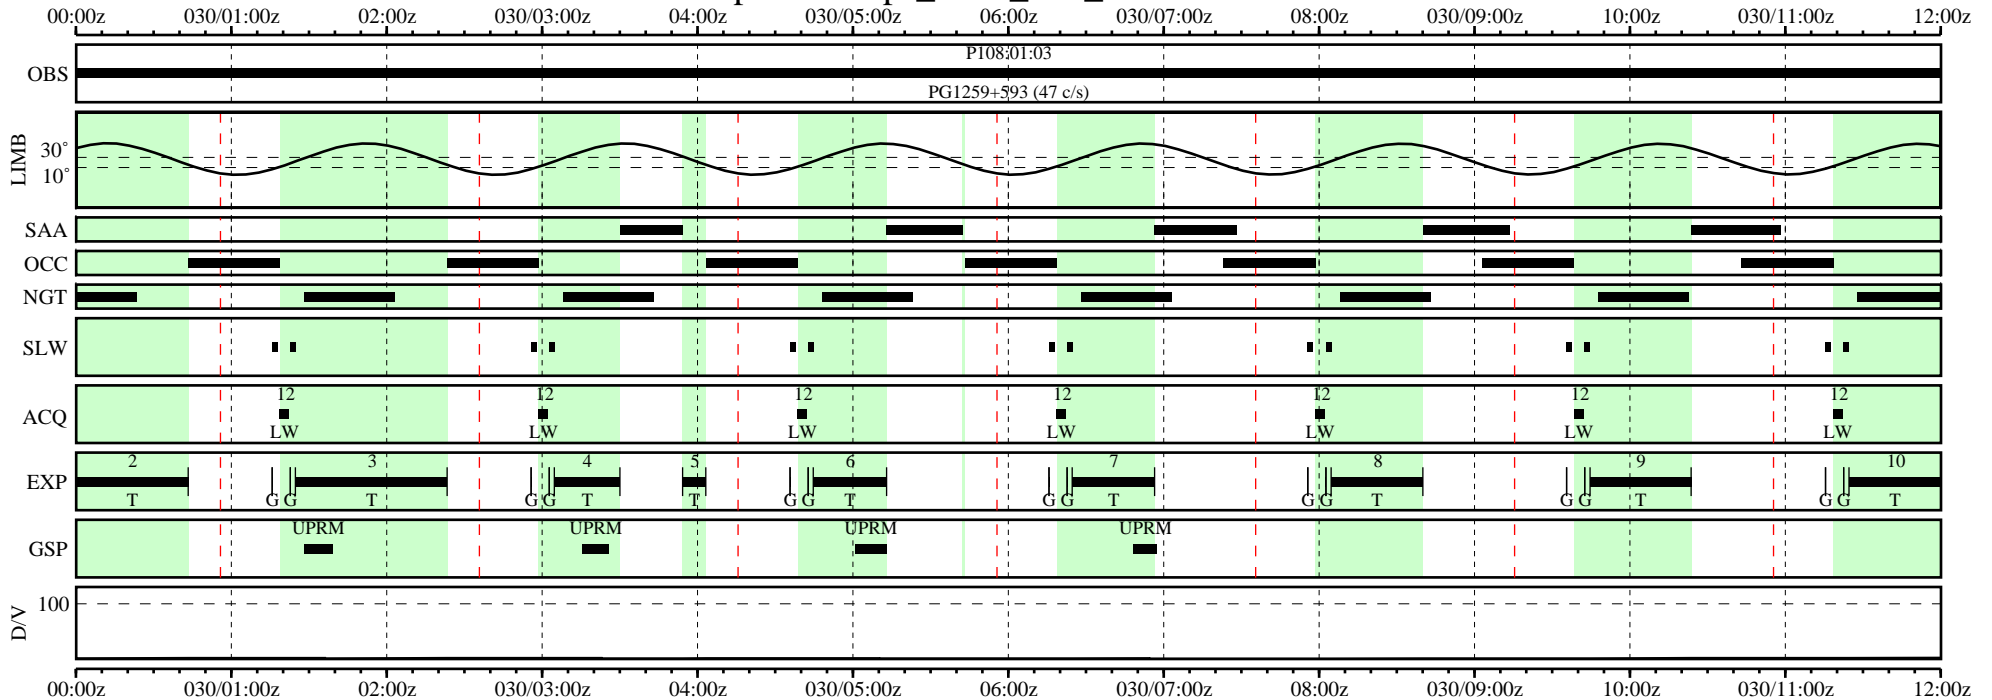 00:00z 030/01:00z 02:00z 030/03:00z 04:00z 030/05:00z 06:00z 030/07:00z 08:00z 030/09:00z 10:00z 030/11:00z 12:00z
P108:01:03
OBS
PG1259+593 (47 c/s)
LIMB
30°
10°
SAA
OCC
NGT
SLW
12 12 12 12 12 12 12
ACQ
LW LW LW LW LW LW LW
2 3 4 5 6 7 8 9 10
EXP
T G G T G G T T G G T G G T G G T G G T G G T
UPRM UPRM UPRM UPRM
GSP
D/V
100
00:00z 030/01:00z 02:00z 030/03:00z 04:00z 030/05:00z 06:00z 030/07:00z 08:00z 030/09:00z 10:00z 030/11:00z 12:00z